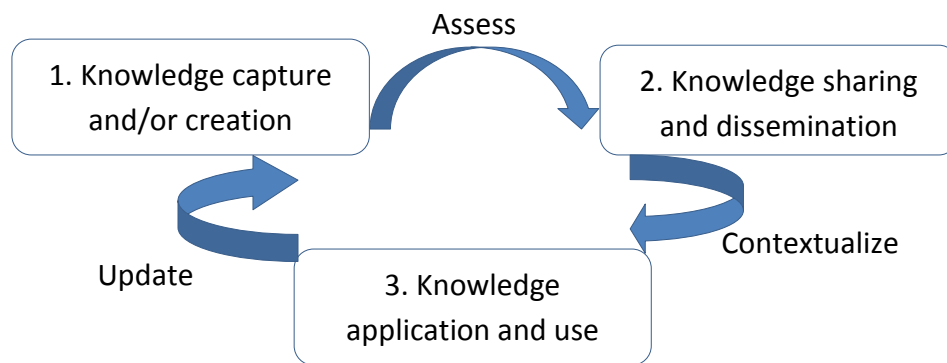 Assess
1. Knowledge capture
and/or creation
2. Knowledge sharing
and dissemination
Contextualize
3. Knowledge
application and use
Update